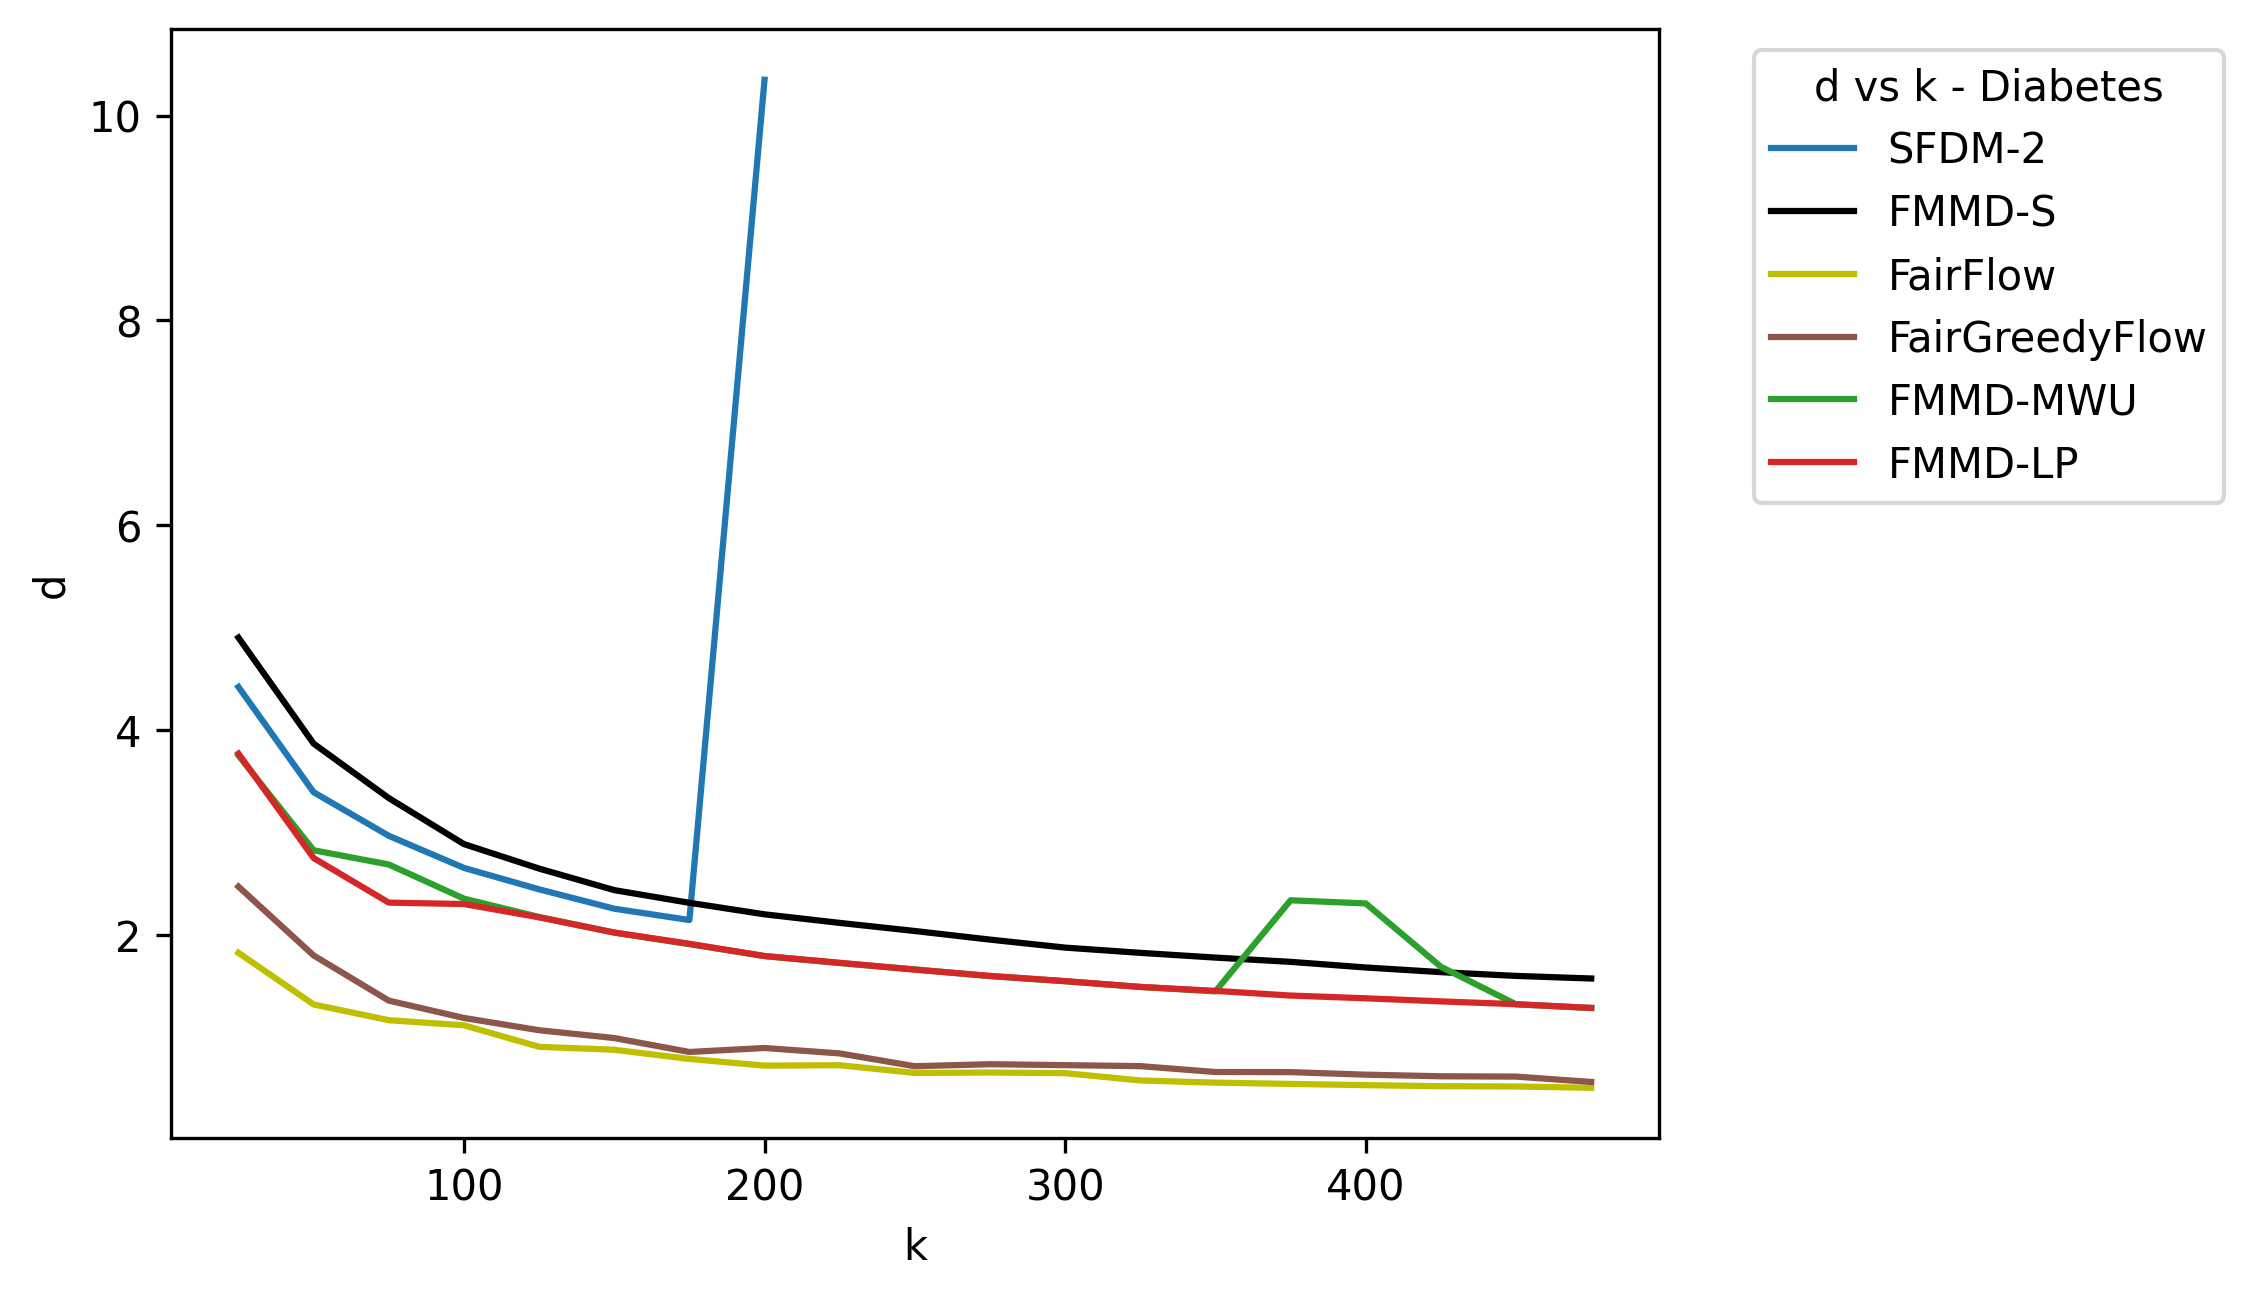 10
8
6
4
2
d
100
200
300
400
k
d vs k - Diabetes
SFDM-2
FMMD-S
FairFlow
FairGreedyFlow
FMMD-MWU
FMMD-LP